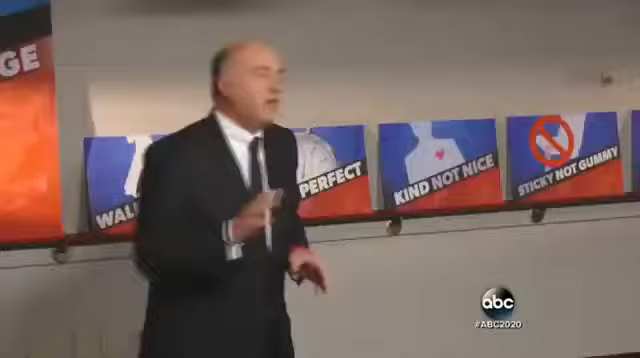 GE
WAL
PERFECT
KIND NOT NICE
STICKY NOT GUMMY
abc
#ABC2020